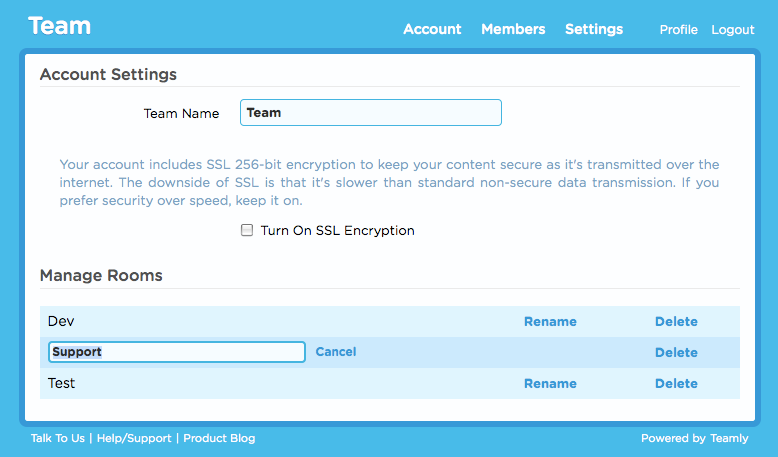 Team
Account Members Settings Profile Logout
Account Settings
Team Name Team
Your account includes SSL 256-bit encryption to keep your content secure as it's transmitted over the
internet. The downside of SSL is that it's slower than standard non-secure data transmission. If you
prefer security over speed, keep it on.
Turn On SSL Encryption
Manage Rooms
Dev Rename Delete
Support Cancel Delete
Test Rename Delete
Talk To Us | Help/Support | Product Blog
Powered by Teamly